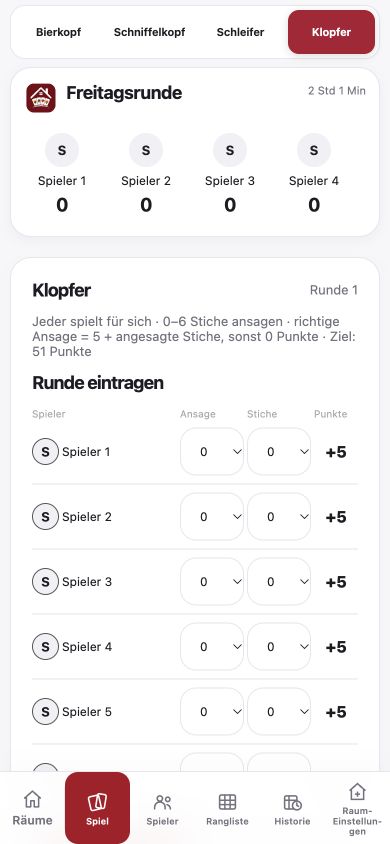 Bierkopf Schniffelkopf Schleifer Klopfer
Freitagsrunde 2 Std 1 Min
S S S S
Spieler 1 Spieler 2 Spieler 3 Spieler 4
0 0 0 0
Klopfer Runde 1
Jeder spielt für sich · 0–6 Stiche ansagen · richtige
Ansage = 5 + angesagte Stiche, sonst 0 Punkte · Ziel:
51 Punkte
Runde eintragen
Spieler Ansage Stiche Punkte
S Spieler 1 0 0 +5
S Spieler 2 0 0 +5
S Spieler 3 0 0 +5
S Spieler 4 0 0 +5
S Spieler 5 0 0 +5
Räume Spiel Spieler Rangliste Historie Raum-
Einstellun-
gen